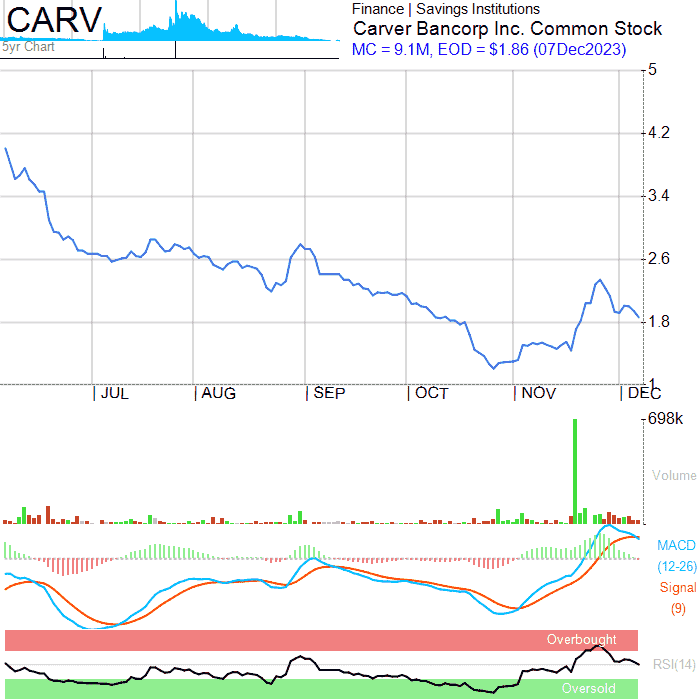 CARV
5yr Chart
Finance | Savings Institutions
Carver Bancorp Inc. Common Stock
MC = 9.1M, EOD = $1.86 (07Dec2023)
5
4.2
3.4
2.6
1.8
1
JUL AUG SEP OCT NOV DEC
698k
Volume
MACD
(12-26)
Signal
(9)
Overbought
RSI(14)
Oversold